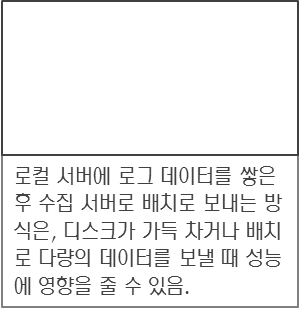 로컬 서버에 로그 데이터를 쌓은
후 수집 서버로 배치로 보내는 방
식은, 디스크가 가득 차거나 배치
로 다량의 데이터를 보낼 때 성능
에 영향을 줄 수 있음.